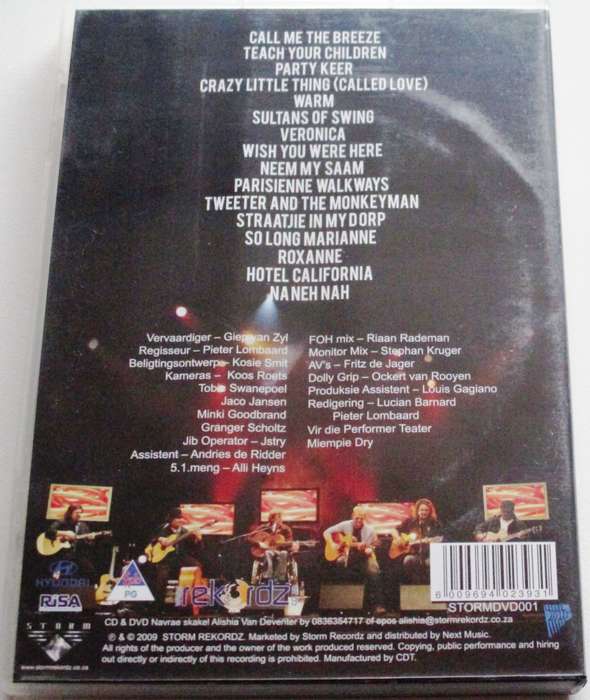 CALL ME THE BREEZE
TEACH YOUR CHILDREN
PARTY KEER
CRAZY LITTLE THING (CALLED LOVE)
WARM
SULTANS OF SWING
VERONICA
WISH YOU WERE HERE
NEEM MY SAAM
PARISIENNE WALKWAYS
TWEETER AND THE MONKEYMAN
STRAATJIE IN MY DORP
SO LONG MARIANNE
ROXANNE
HOTEL CALIFORNIA
NA NEH NAH
Vervaardiger – Giep van Zyl
Regisseur – Pieter Lombaard
Beligtingsontwerp – Kosie Smit
Kameras – Koos Roets
Tobie Swanepoel
Jaco Jansen
Minki Goodbrand
Granger Scholtz
Jib Operator – Jstry
Assistent – Andries de Ridder
5.1.meng – Alli Heyns
FOH mix – Riaan Rademan
Monitor Mix – Stephan Kruger
AV's – Fritz de Jager
Dolly Grip – Ockert van Rooyen
Produksie Assistent – Louis Gagiano
Redigering – Lucian Barnard
Pieter Lombaard
Vir die Performer Teater
Miempie Dry
HYUNDAI
PG
rekordz
RiSA
STORM
www.stormrekordz.co.za
6009694023931
STORMDVD001
CD & DVD Navrae skakel Alishia Van Deventer by 0836354717 of epos alishia@stormrekordz.co.za
℗ & © 2009 STORM REKORDZ. Marketed by Storm Recordz and distributed by Next Music.
All rights of the producer and the owner of the work produced reserved. Copying, public performance and hiring
out directly or indirectly of this recording is prohibited. Manufactured by CDT.